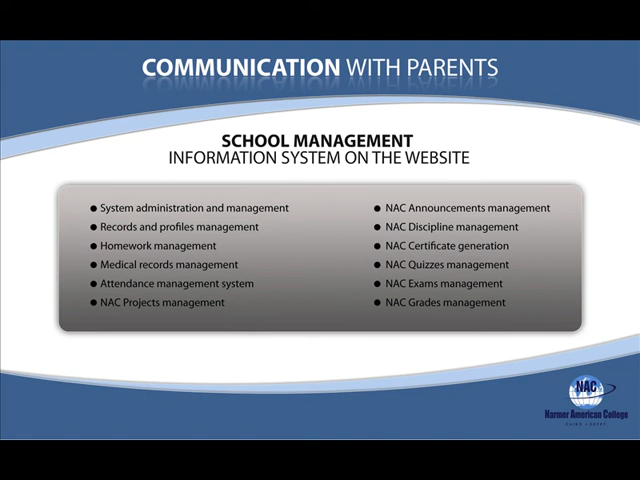 COMMUNICATION WITH PARENTS
SCHOOL MANAGEMENT
INFORMATION SYSTEM ON THE WEBSITE
System administration and management
Records and profiles management
Homework management
Medical records management
Attendance management system
NAC Projects management
NAC Announcements management
NAC Discipline management
NAC Certificate generation
NAC Quizzes management
NAC Exams management
NAC Grades management
NAC
Narmer American College
CAIRO • EGYPT